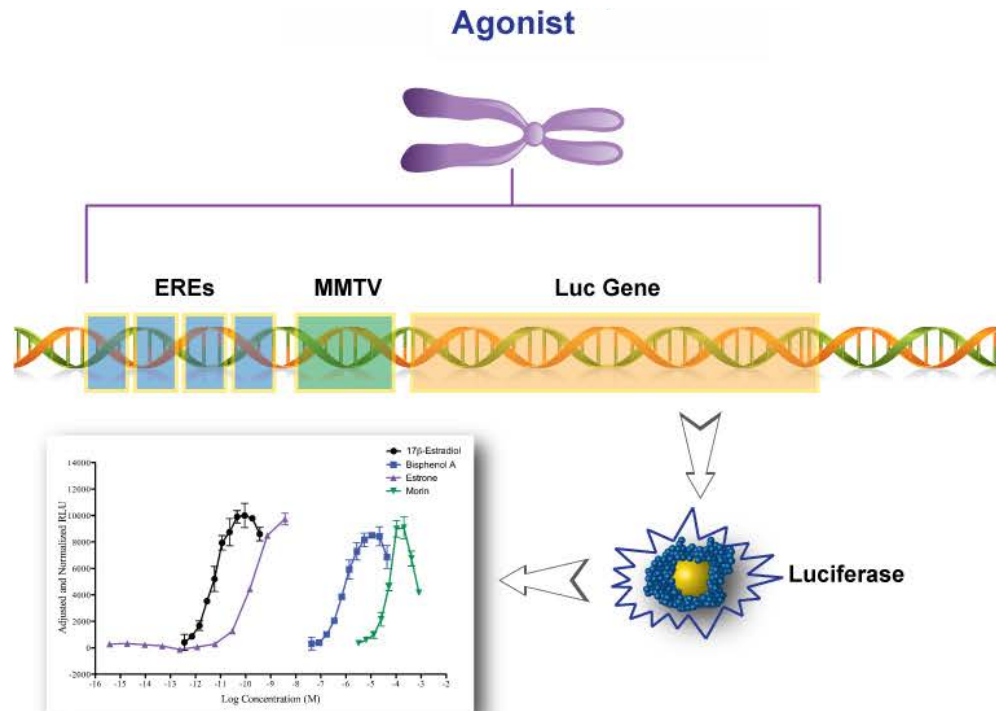 Agonist
EREs MMTV Luc Gene
Luciferase
17β-Estradiol
Bisphenol A
Estrone
Morin
Adjusted and Normalized RLU
14000
12000
10000
8000
6000
4000
2000
0
-2000
-16 -15 -14 -13 -12 -11 -10 -9 -8 -7 -6 -5 -4 -3 -2
Log Concentration (M)